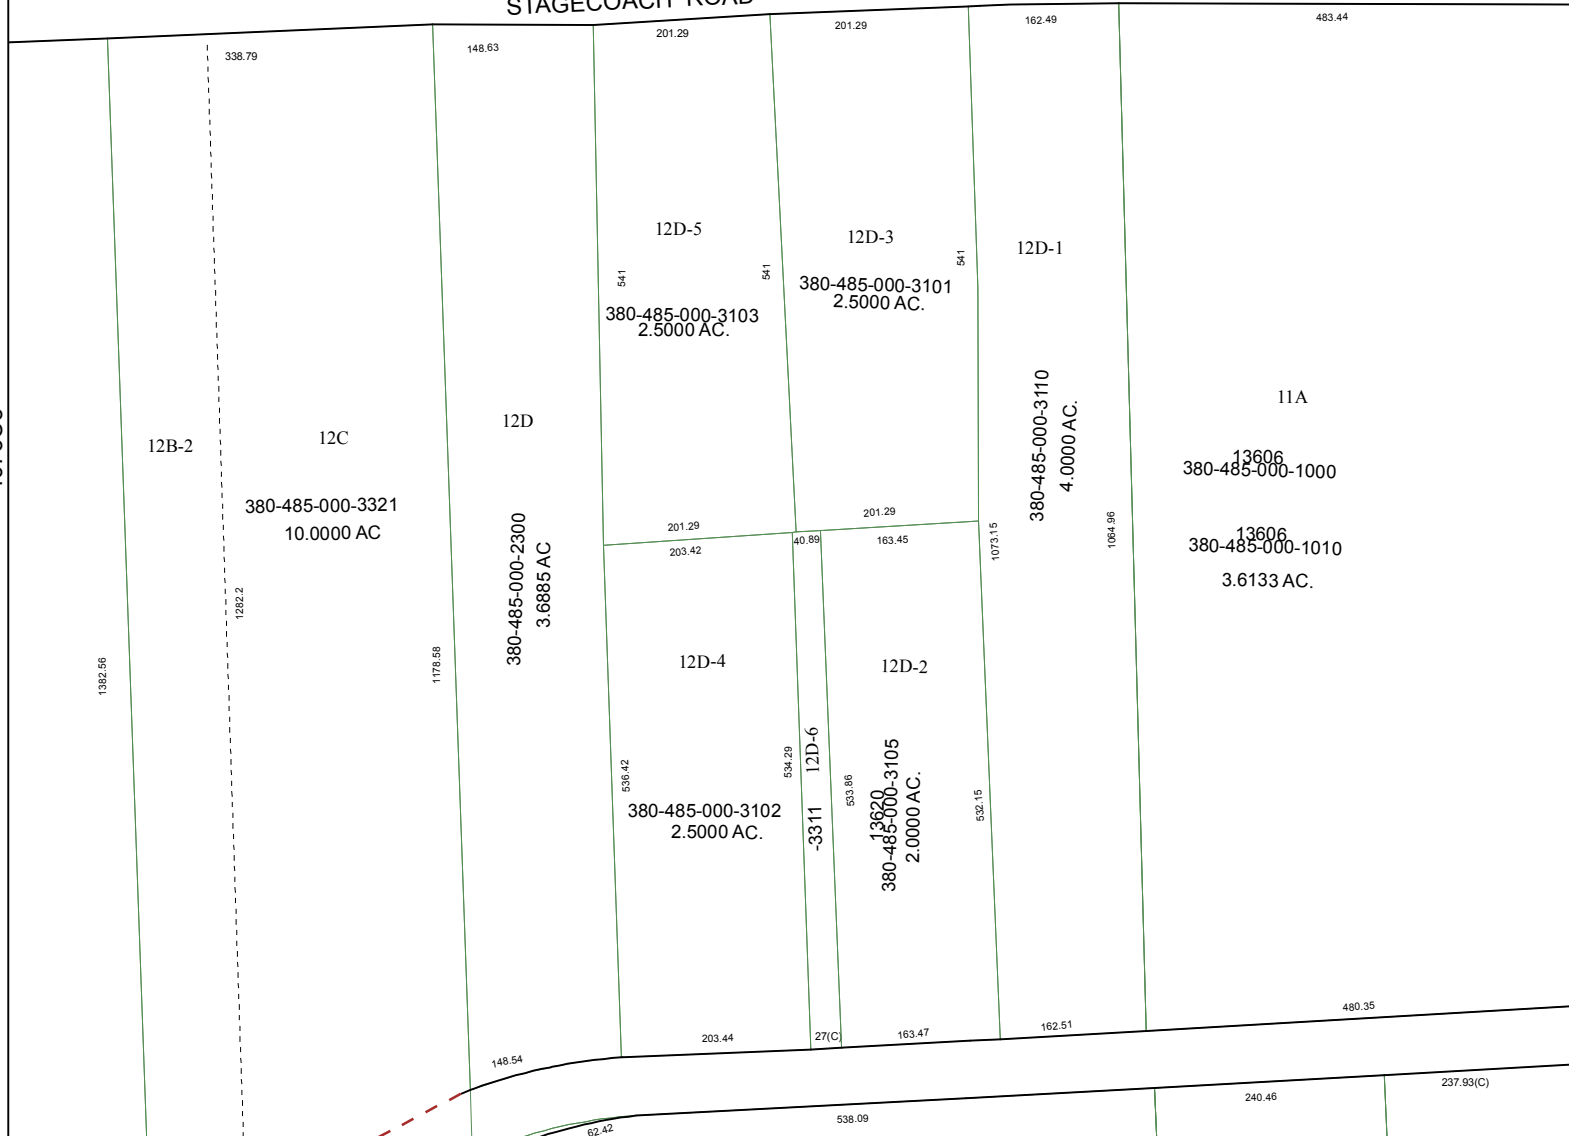 STAGECOACH ROAD
338.79
148.63
201.29
201.29
162.49
483.44
12D-5
12D-3
12D-1
541
541
541
380-485-000-3103
2.5000 AC.
380-485-000-3101
2.5000 AC.
380-485-000-3110
4.0000 AC.
11A
13606
380-485-000-1000
13606
380-485-000-1010
3.6133 AC.
12B-2
12C
12D
380-485-000-3321
10.0000 AC
380-485-000-2300
3.6885 AC
201.29
201.29
203.42
40.89
163.45
1073.15
1064.96
1282.2
1382.56
1178.58
12D-4
12D-6
12D-2
536.42
534.29
533.86
532.15
380-485-000-3102
2.5000 AC.
-3311
13620
380-485-000-3105
2.0000 AC.
148.54
203.44
27(C)
163.47
162.51
480.35
62.42
538.09
240.46
237.93(C)